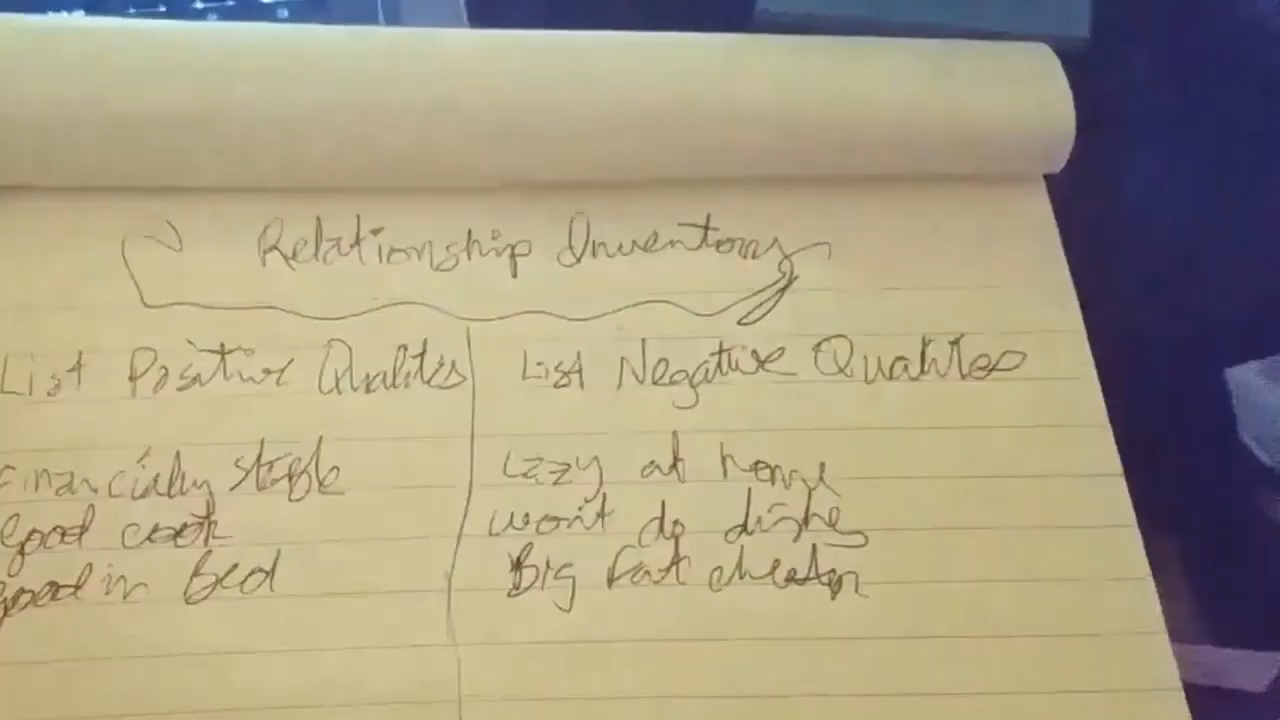 Relationship Inventory
List Positive Qualities
List Negative Qualities
Financially stable
Good cook
Good in bed
Lazy at home
won't do dishes
Big fat cheater